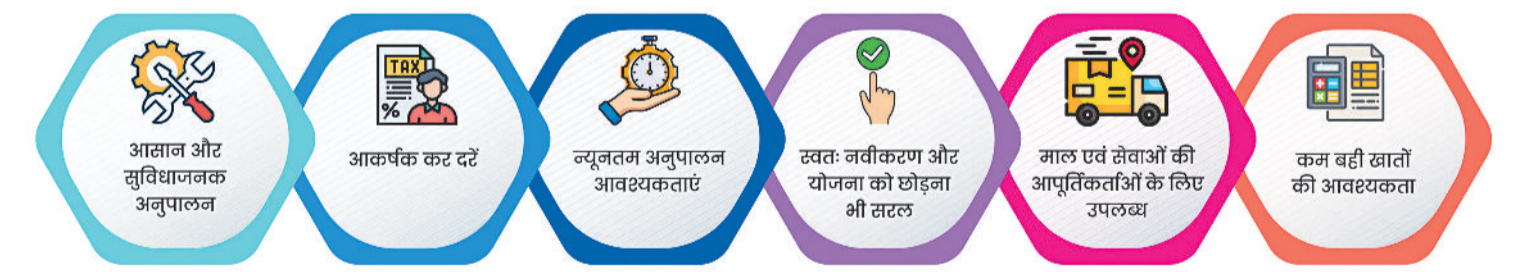 आसान और
सुविधाजनक
अनुपालन
TAX
%
आकर्षक कर दरें
न्यूनतम अनुपालन
आवश्यकताएं
स्वतः नवीकरण और
योजना को छोड़ना
भी सरल
माल एवं सेवाओं की
आपूर्तिकर्ताओं के लिए
उपलब्ध
कम बही खातों
की आवश्यकता